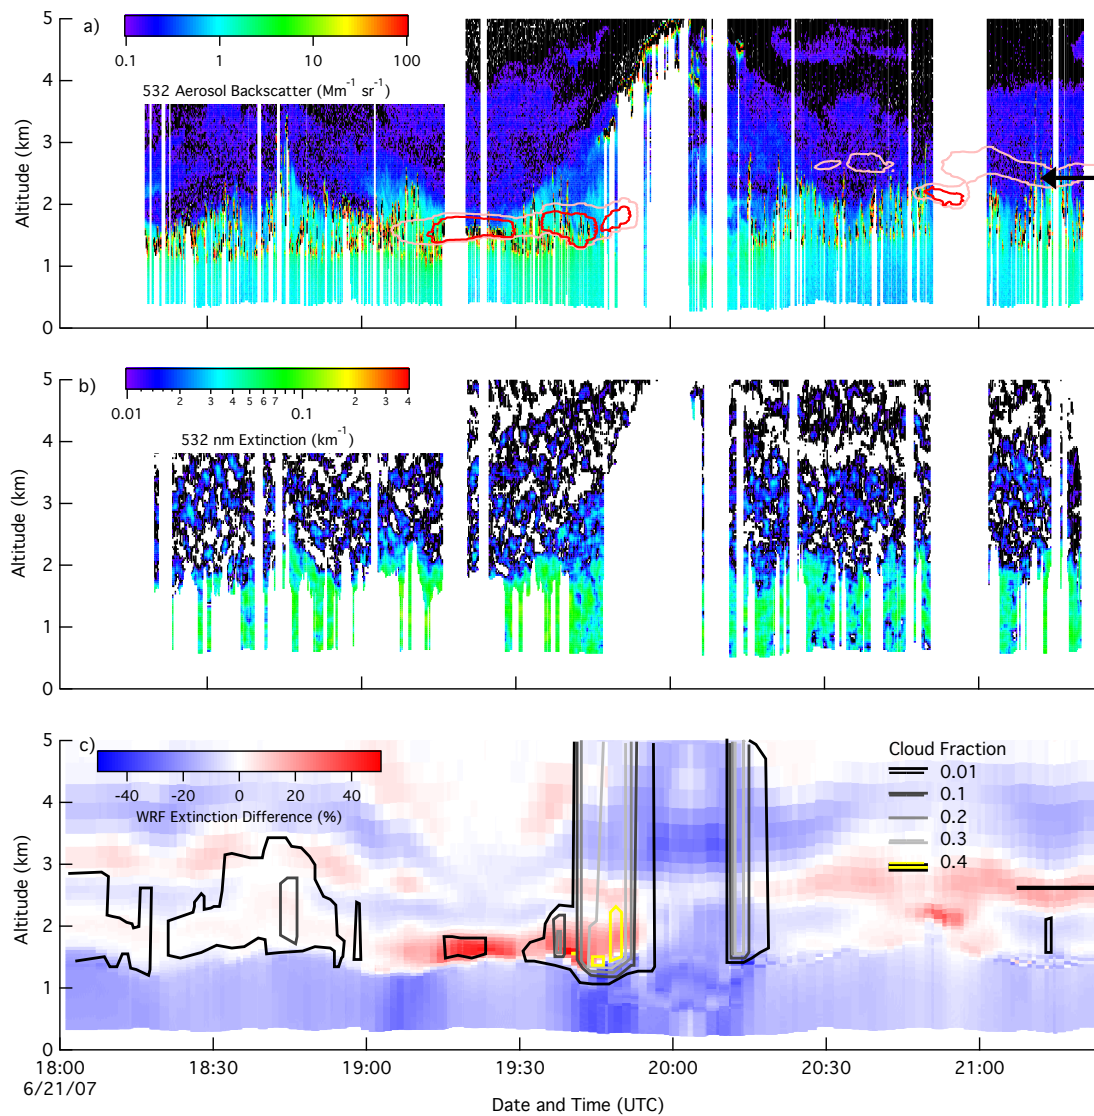 a)
0.1 1 10 100
532 Aerosol Backscatter (Mm⁻¹ sr⁻¹)
Altitude (km)
5
4
3
2
1
0
b)
0.01 2 3 4 5 6 7 0.1 2 3 4
532 nm Extinction (km⁻¹)
Altitude (km)
5
4
3
2
1
0
c)
-40 -20 0 20 40
WRF Extinction Difference (%)
Cloud Fraction
0.01
0.1
0.2
0.3
0.4
Altitude (km)
5
4
3
2
1
0
18:00 18:30 19:00 19:30 20:00 20:30 21:00
6/21/07
Date and Time (UTC)